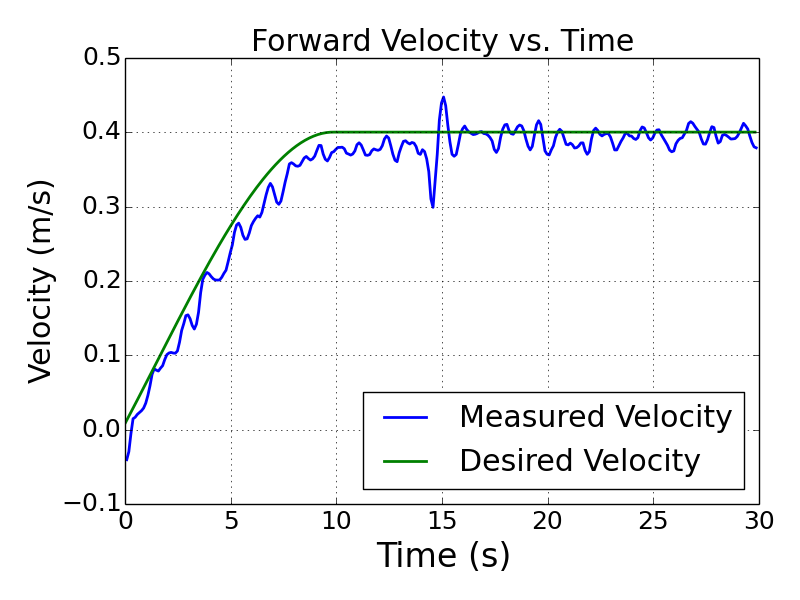 Forward Velocity vs. Time
0.5
0.4
0.3
0.2
0.1
0.0
−0.1
Velocity (m/s)
Measured Velocity
Desired Velocity
0 5 10 15 20 25 30
Time (s)